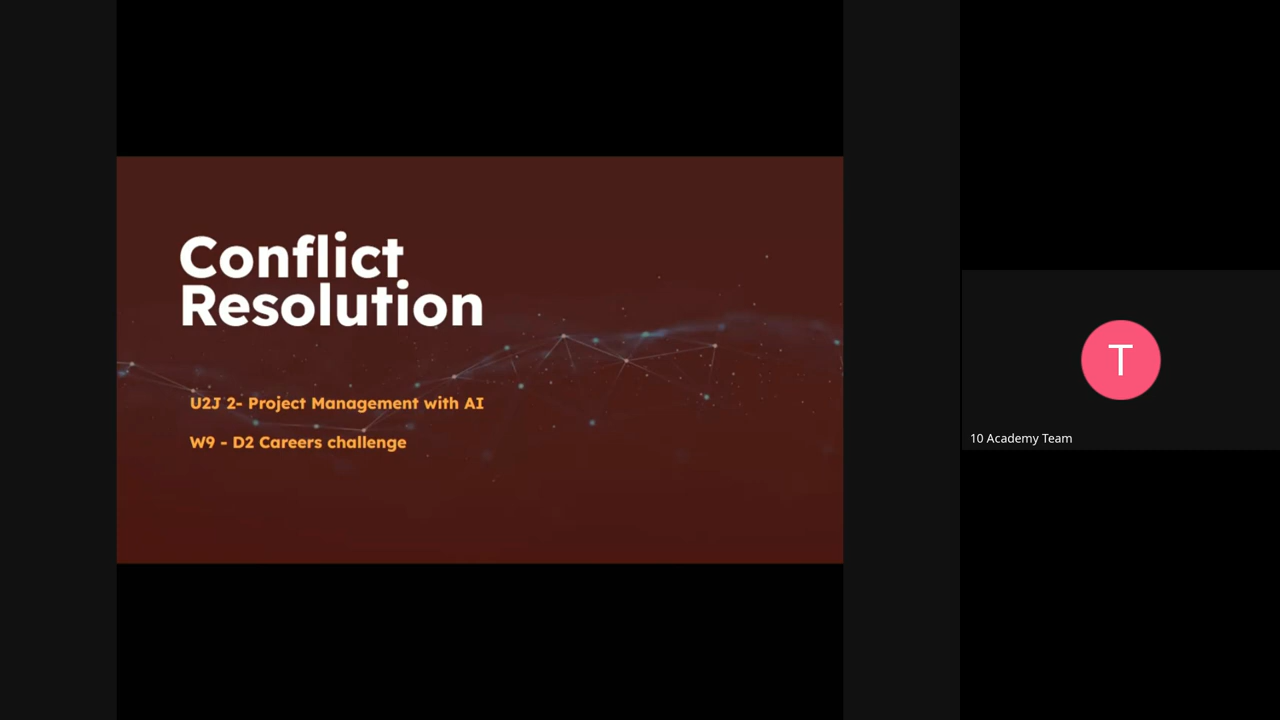 Conflict
Resolution
U2J 2- Project Management with AI
W9 - D2 Careers challenge
T
10 Academy Team